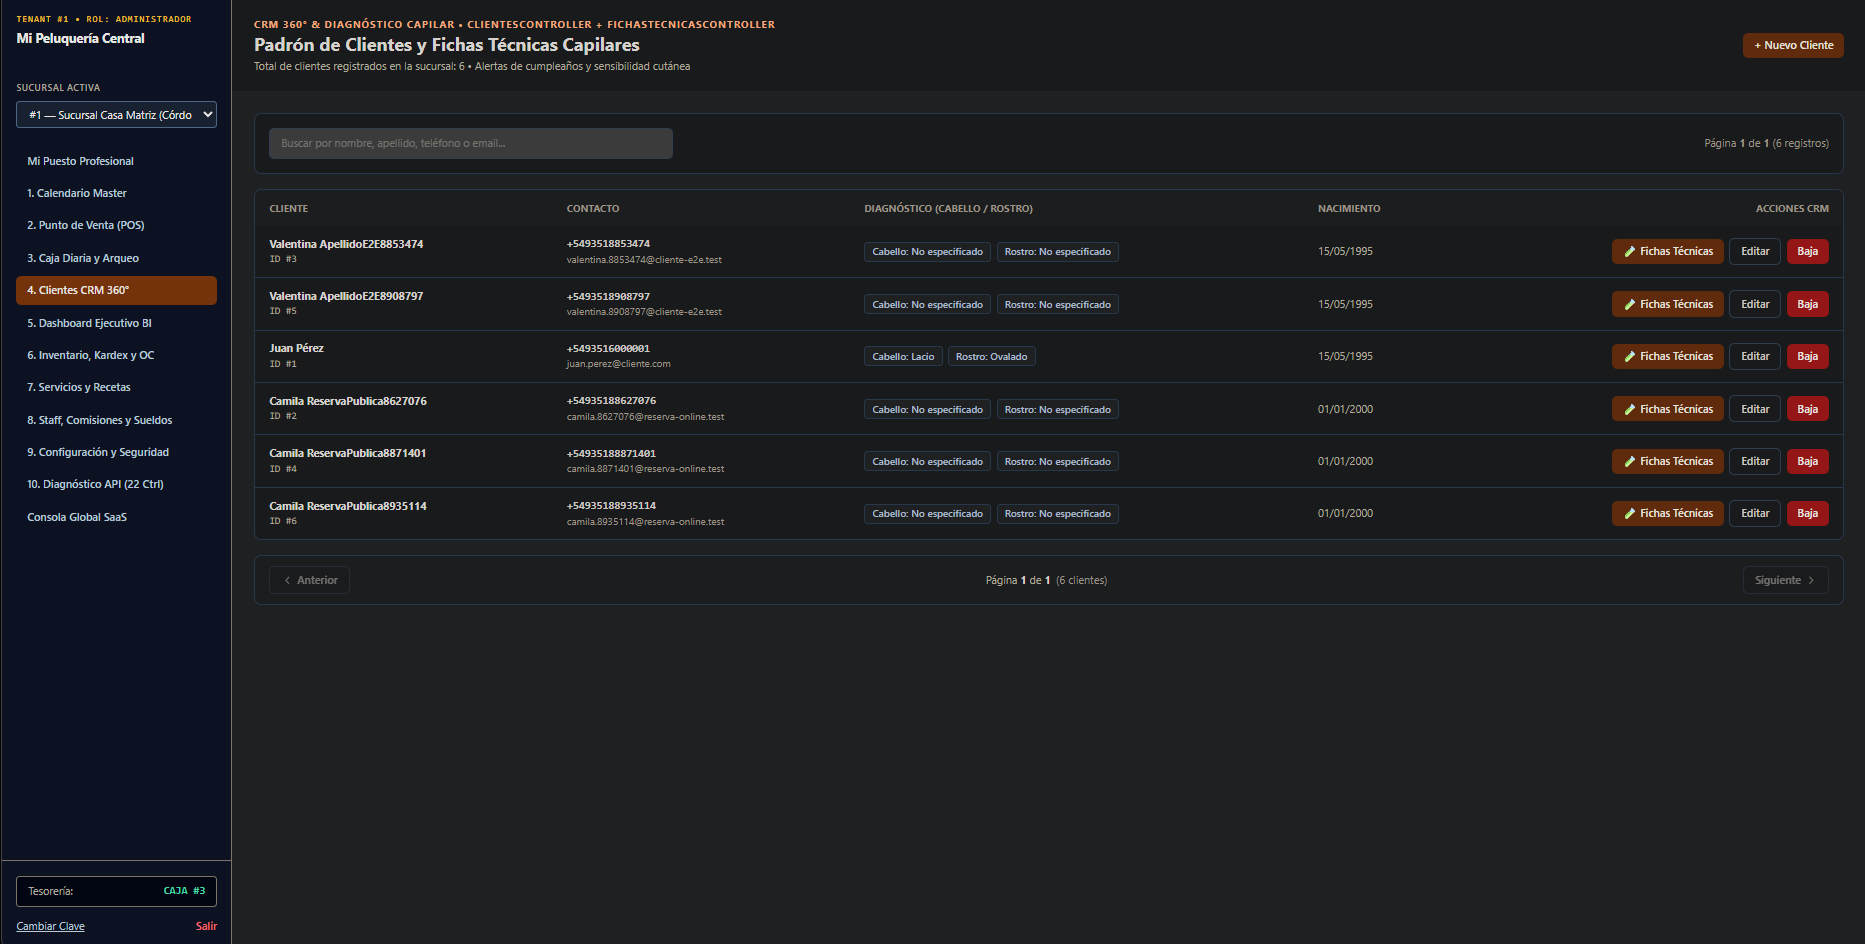 TENANT #1 • ROL: ADMINISTRADOR
Mi Peluquería Central
SUCURSAL ACTIVA
#1 — Sucursal Casa Matriz (Córdo
Mi Puesto Profesional
1. Calendario Master
2. Punto de Venta (POS)
3. Caja Diaria y Arqueo
4. Clientes CRM 360°
5. Dashboard Ejecutivo BI
6. Inventario, Kardex y OC
7. Servicios y Recetas
8. Staff, Comisiones y Sueldos
9. Configuración y Seguridad
10. Diagnóstico API (22 Ctrl)
Consola Global SaaS
Tesorería: CAJA #3
Cambiar Clave Salir
CRM 360° & DIAGNÓSTICO CAPILAR • CLIENTESCONTROLLER + FICHASTECNICASCONTROLLER
Padrón de Clientes y Fichas Técnicas Capilares
Total de clientes registrados en la sucursal: 6 • Alertas de cumpleaños y sensibilidad cutánea
+ Nuevo Cliente
Buscar por nombre, apellido, teléfono o email...
Página 1 de 1 (6 registros)
CLIENTE CONTACTO DIAGNÓSTICO (CABELLO / ROSTRO) NACIMIENTO ACCIONES CRM
Valentina ApellidoE2E8853474 +5493518853474 Cabello: No especificado Rostro: No especificado 15/05/1995 Fichas Técnicas Editar Baja
ID #3 valentina.8853474@cliente-e2e.test
Valentina ApellidoE2E8908797 +5493518908797 Cabello: No especificado Rostro: No especificado 15/05/1995 Fichas Técnicas Editar Baja
ID #5 valentina.8908797@cliente-e2e.test
Juan Pérez +5493516000001 Cabello: Lacio Rostro: Ovalado 15/05/1995 Fichas Técnicas Editar Baja
ID #1 juan.perez@cliente.com
Camila ReservaPublica8627076 +54935188627076 Cabello: No especificado Rostro: No especificado 01/01/2000 Fichas Técnicas Editar Baja
ID #2 camila.8627076@reserva-online.test
Camila ReservaPublica8871401 +54935188871401 Cabello: No especificado Rostro: No especificado 01/01/2000 Fichas Técnicas Editar Baja
ID #4 camila.8871401@reserva-online.test
Camila ReservaPublica8935114 +54935188935114 Cabello: No especificado Rostro: No especificado 01/01/2000 Fichas Técnicas Editar Baja
ID #6 camila.8935114@reserva-online.test
Anterior Página 1 de 1 (6 clientes) Siguiente